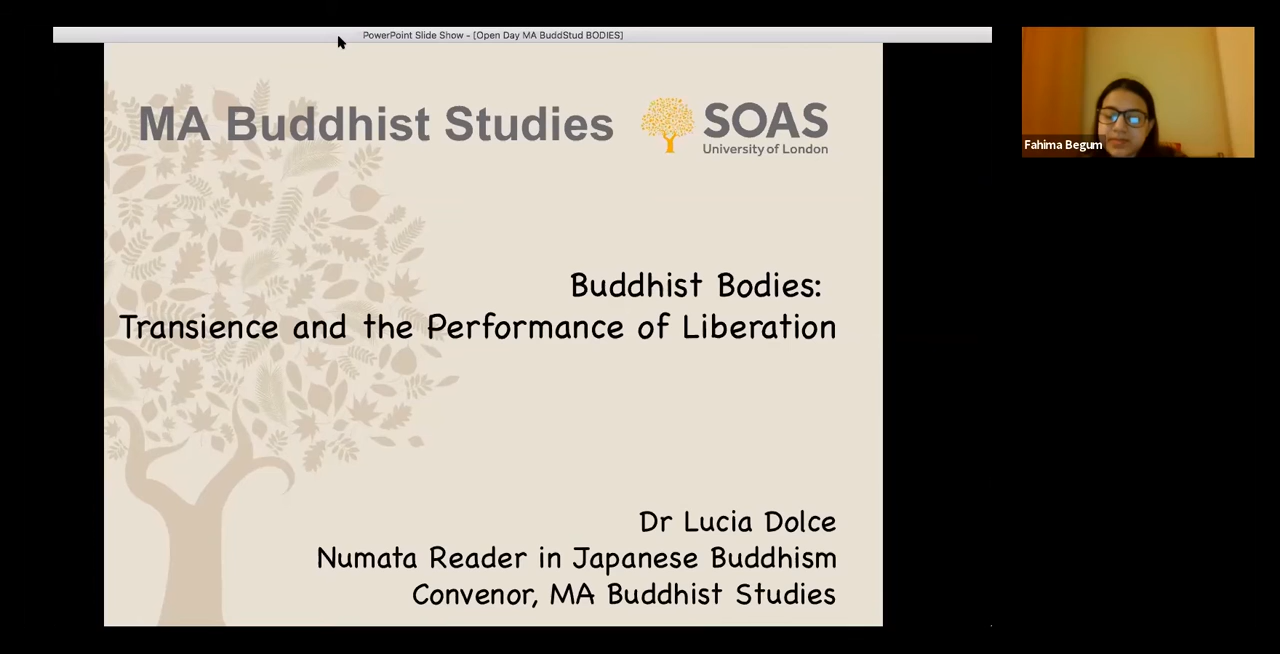 PowerPoint Slide Show - [Open Day MA BuddStud BODIES]
MA Buddhist Studies
SOAS
University of London
Fahima Begum
Buddhist Bodies:
Transience and the Performance of Liberation
Dr Lucia Dolce
Numata Reader in Japanese Buddhism
Convenor, MA Buddhist Studies